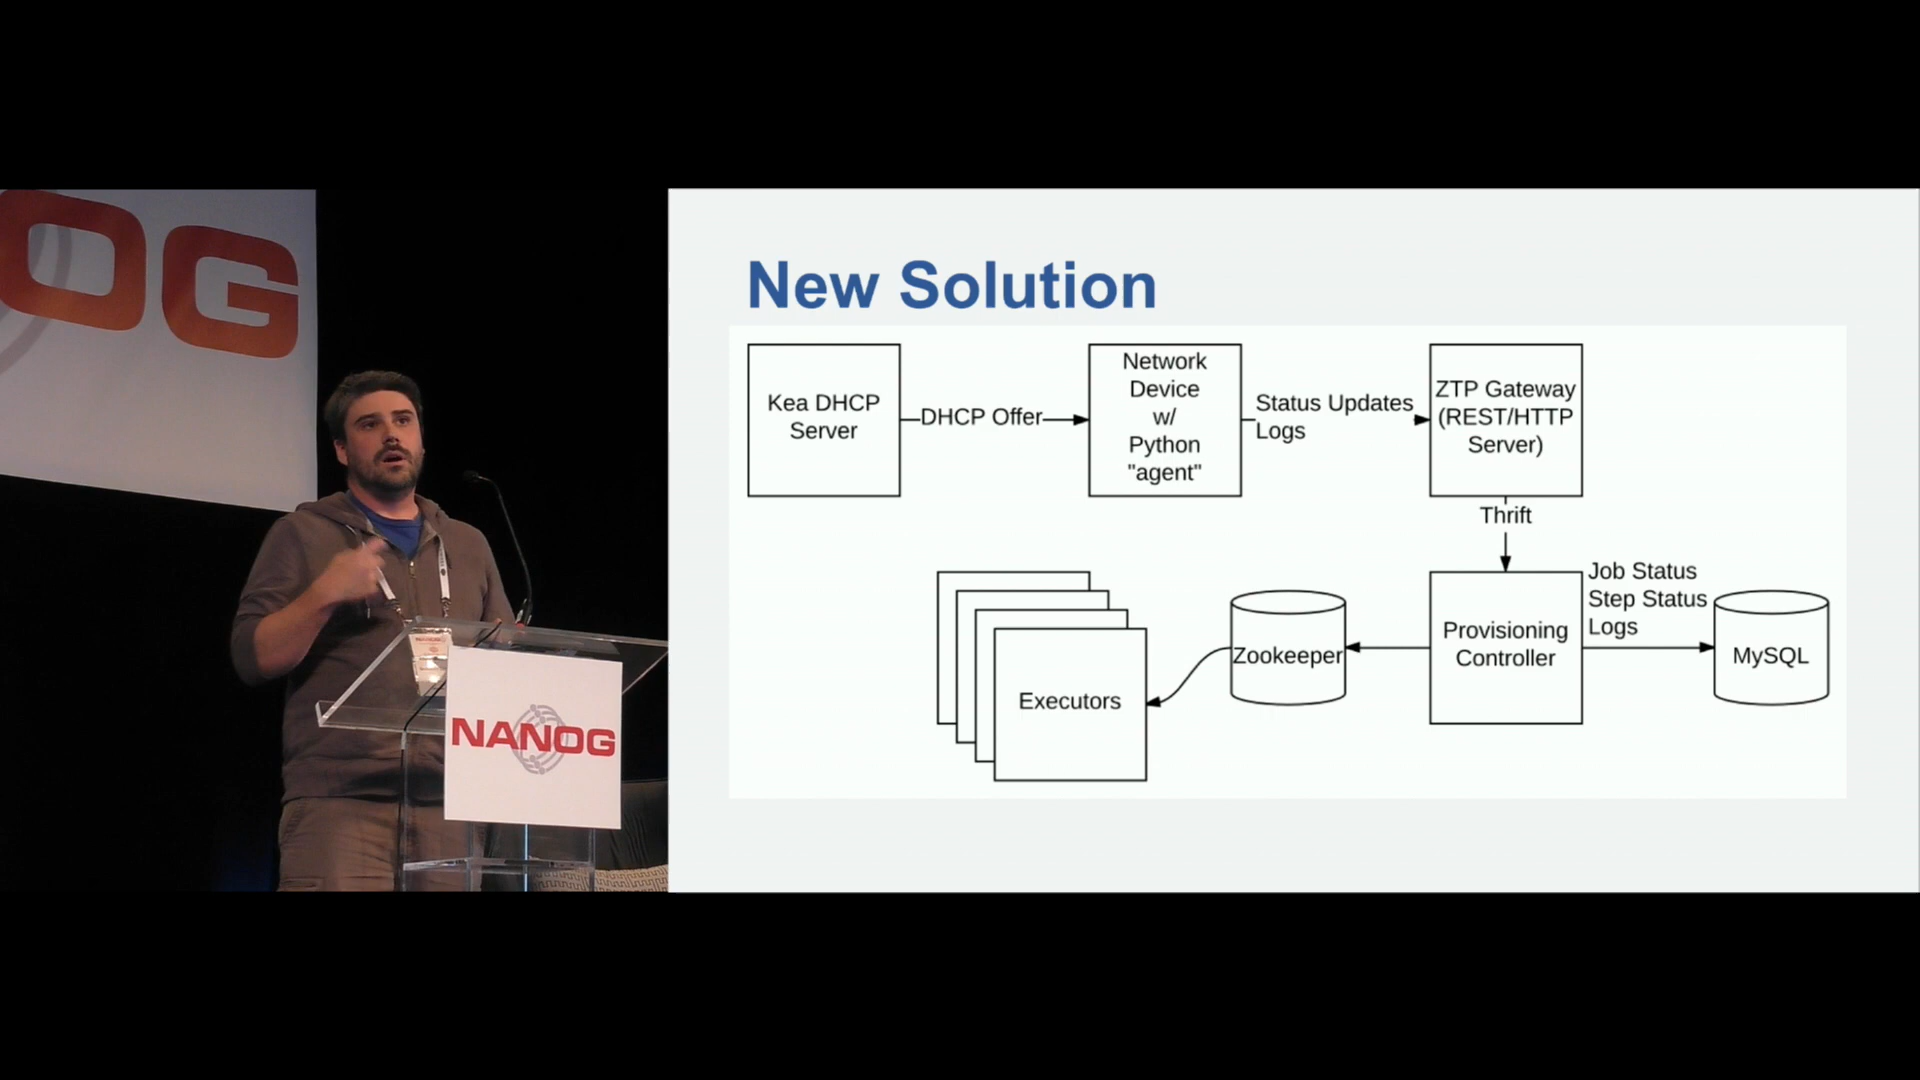 OG
NANOG
New Solution
Kea DHCP
Server
DHCP Offer
Network
Device
w/
Python
"agent"
Status Updates
Logs
ZTP Gateway
(REST/HTTP
Server)
Thrift
Executors
Zookeeper
Provisioning
Controller
Job Status
Step Status
Logs
MySQL